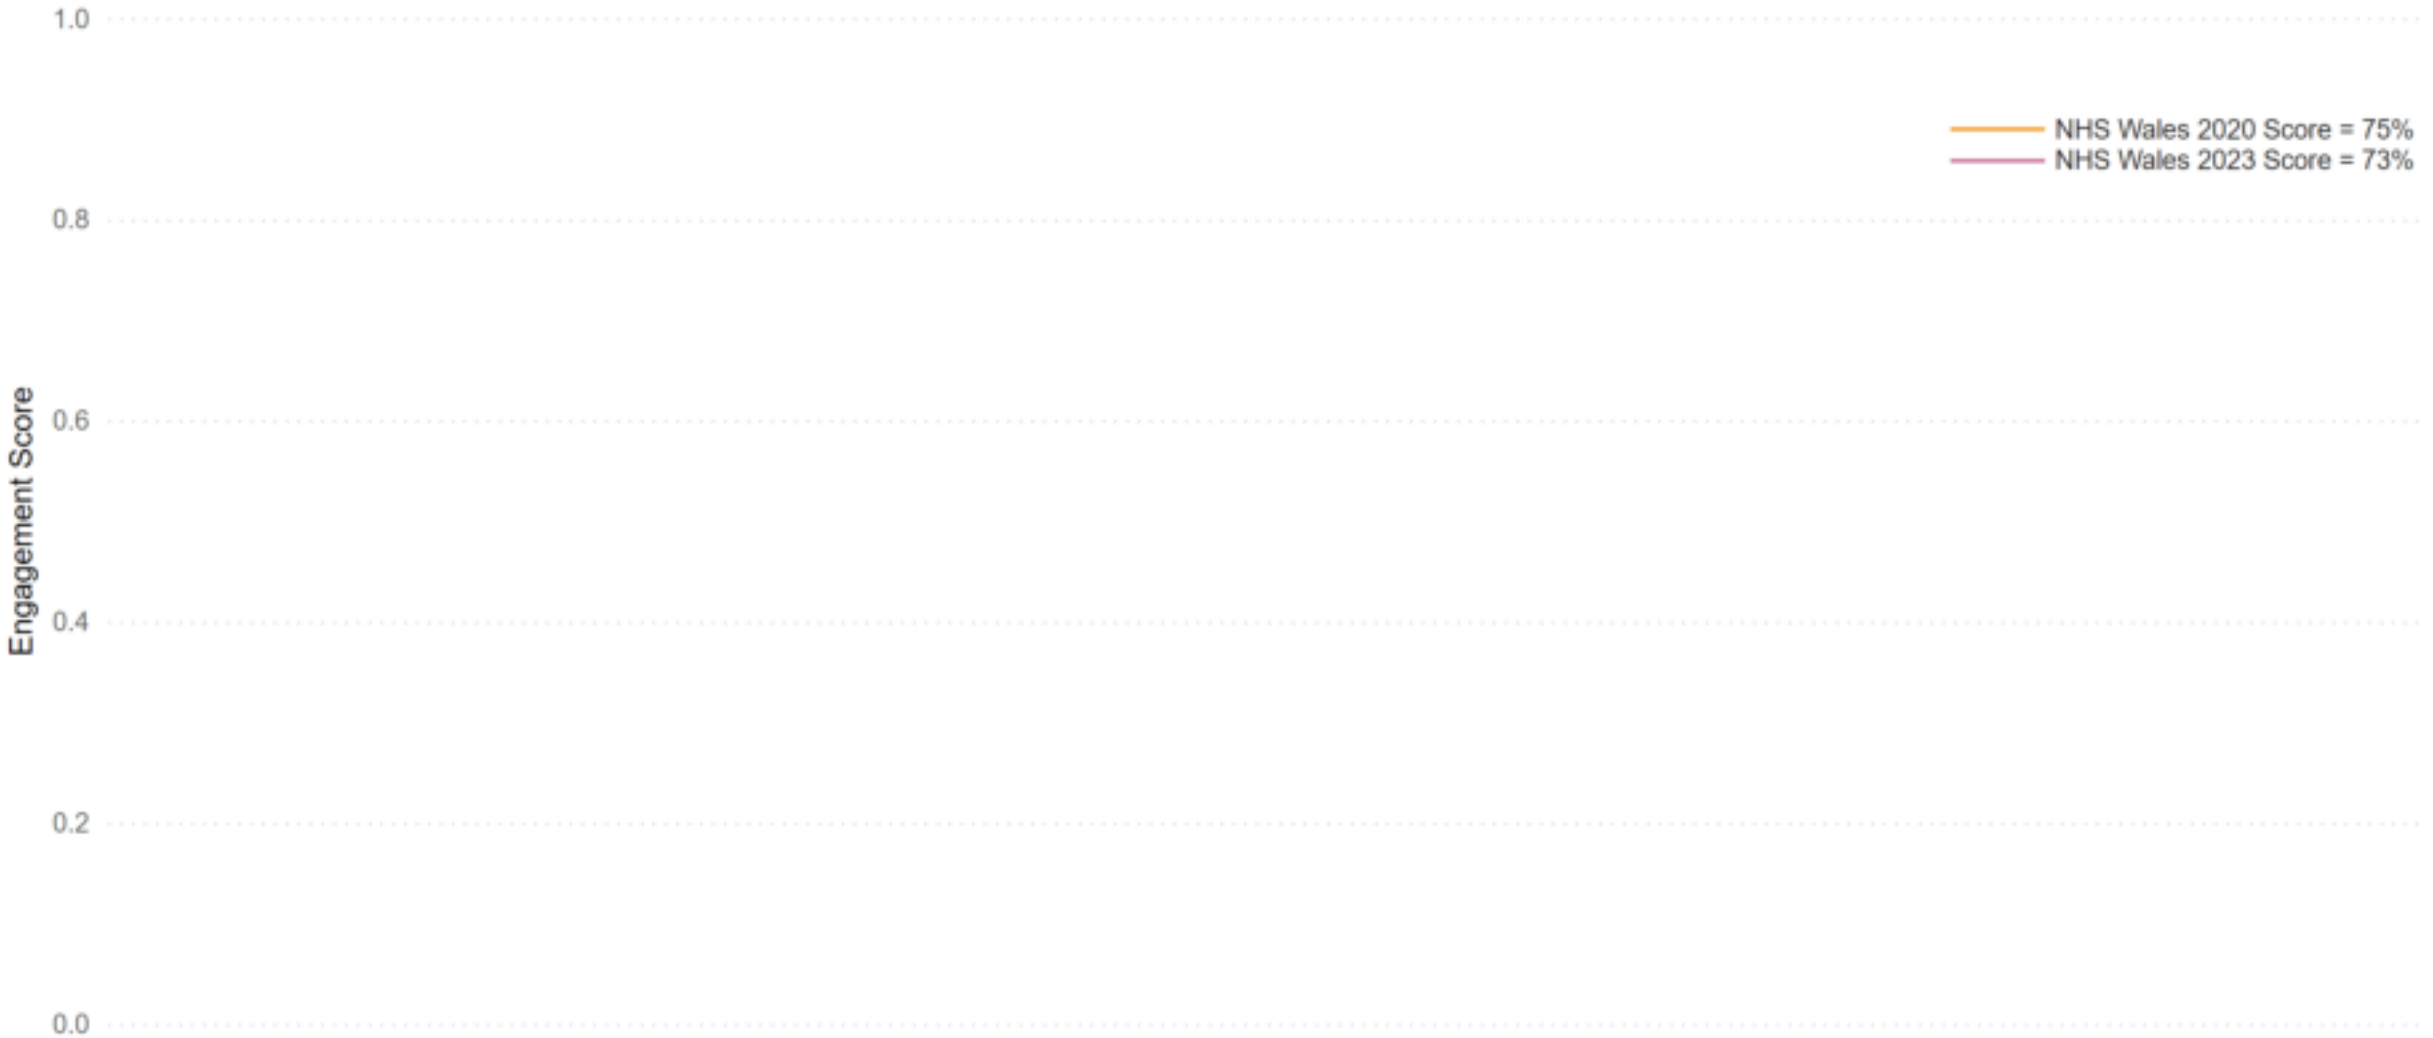 1.0
NHS Wales 2020 Score = 75%
NHS Wales 2023 Score = 73%
0.8
0.6
Engagement Score
0.4
0.2
0.0